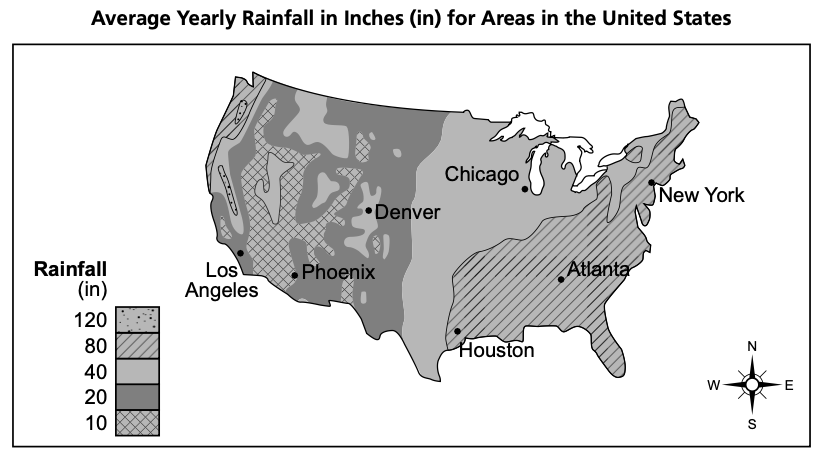 Average Yearly Rainfall in Inches (in) for Areas in the United States
Chicago
New York
Denver
Los
Angeles
Phoenix
Atlanta
Houston
Rainfall
(in)
120
80
40
20
10
N
W
E
S